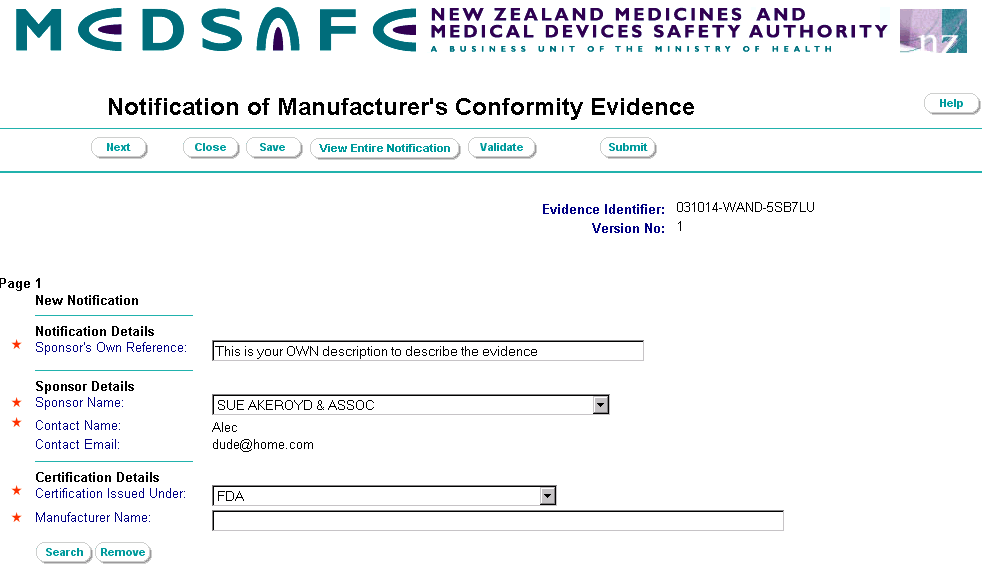 MEDSAFE
NEW ZEALAND MEDICINES AND
MEDICAL DEVICES SAFETY AUTHORITY
A BUSINESS UNIT OF THE MINISTRY OF HEALTH
nz
Notification of Manufacturer's Conformity Evidence
Help
Next Close Save View Entire Notification Validate Submit
Evidence Identifier: 031014-WAND-5SB7LU
Version No: 1
Page 1
New Notification
Notification Details
Sponsor's Own Reference: This is your OWN description to describe the evidence
Sponsor Details
Sponsor Name: SUE AKEROYD & ASSOC
Contact Name: Alec
Contact Email: dude@home.com
Certification Details
Certification Issued Under: FDA
Manufacturer Name:
Search Remove